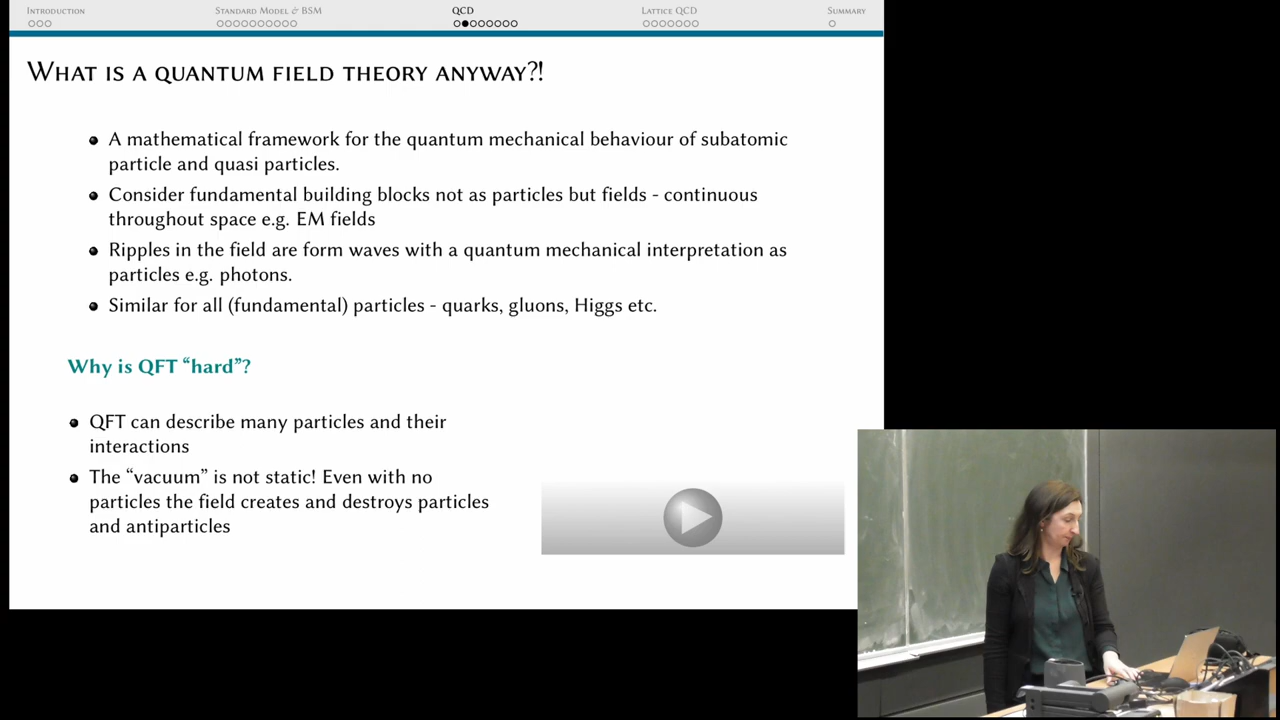 Introduction
Standard Model & BSM
QCD
Lattice QCD
Summary
What is a quantum field theory anyway?!
A mathematical framework for the quantum mechanical behaviour of subatomic
particle and quasi particles.
Consider fundamental building blocks not as particles but fields - continuous
throughout space e.g. EM fields
Ripples in the field are form waves with a quantum mechanical interpretation as
particles e.g. photons.
Similar for all (fundamental) particles - quarks, gluons, Higgs etc.
Why is QFT “hard”?
QFT can describe many particles and their
interactions
The “vacuum” is not static! Even with no
particles the field creates and destroys particles
and antiparticles